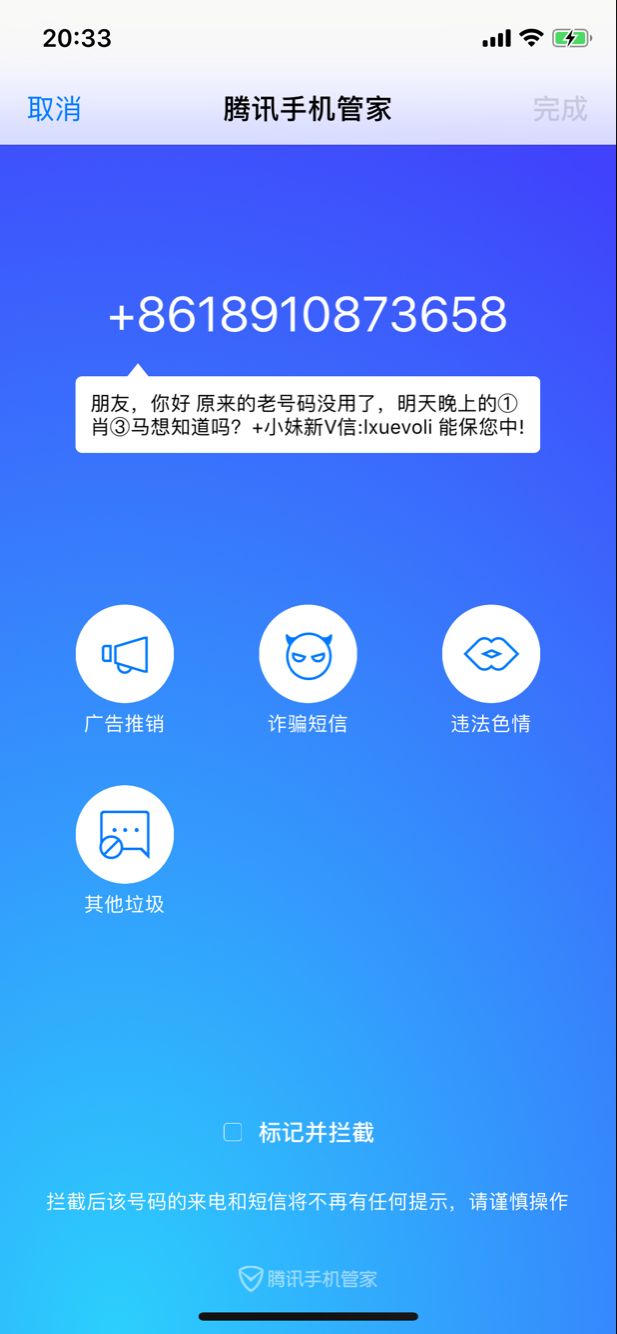 20:33
取消
腾讯手机管家
完成
+8618910873658
朋友，你好 原来的老号码没用了，明天晚上的①
肖③马想知道吗？+小妹新V信:lxuevoli 能保您中!
广告推销
诈骗短信
违法色情
其他垃圾
标记并拦截
拦截后该号码的来电和短信将不再有任何提示，请谨慎操作
腾讯手机管家